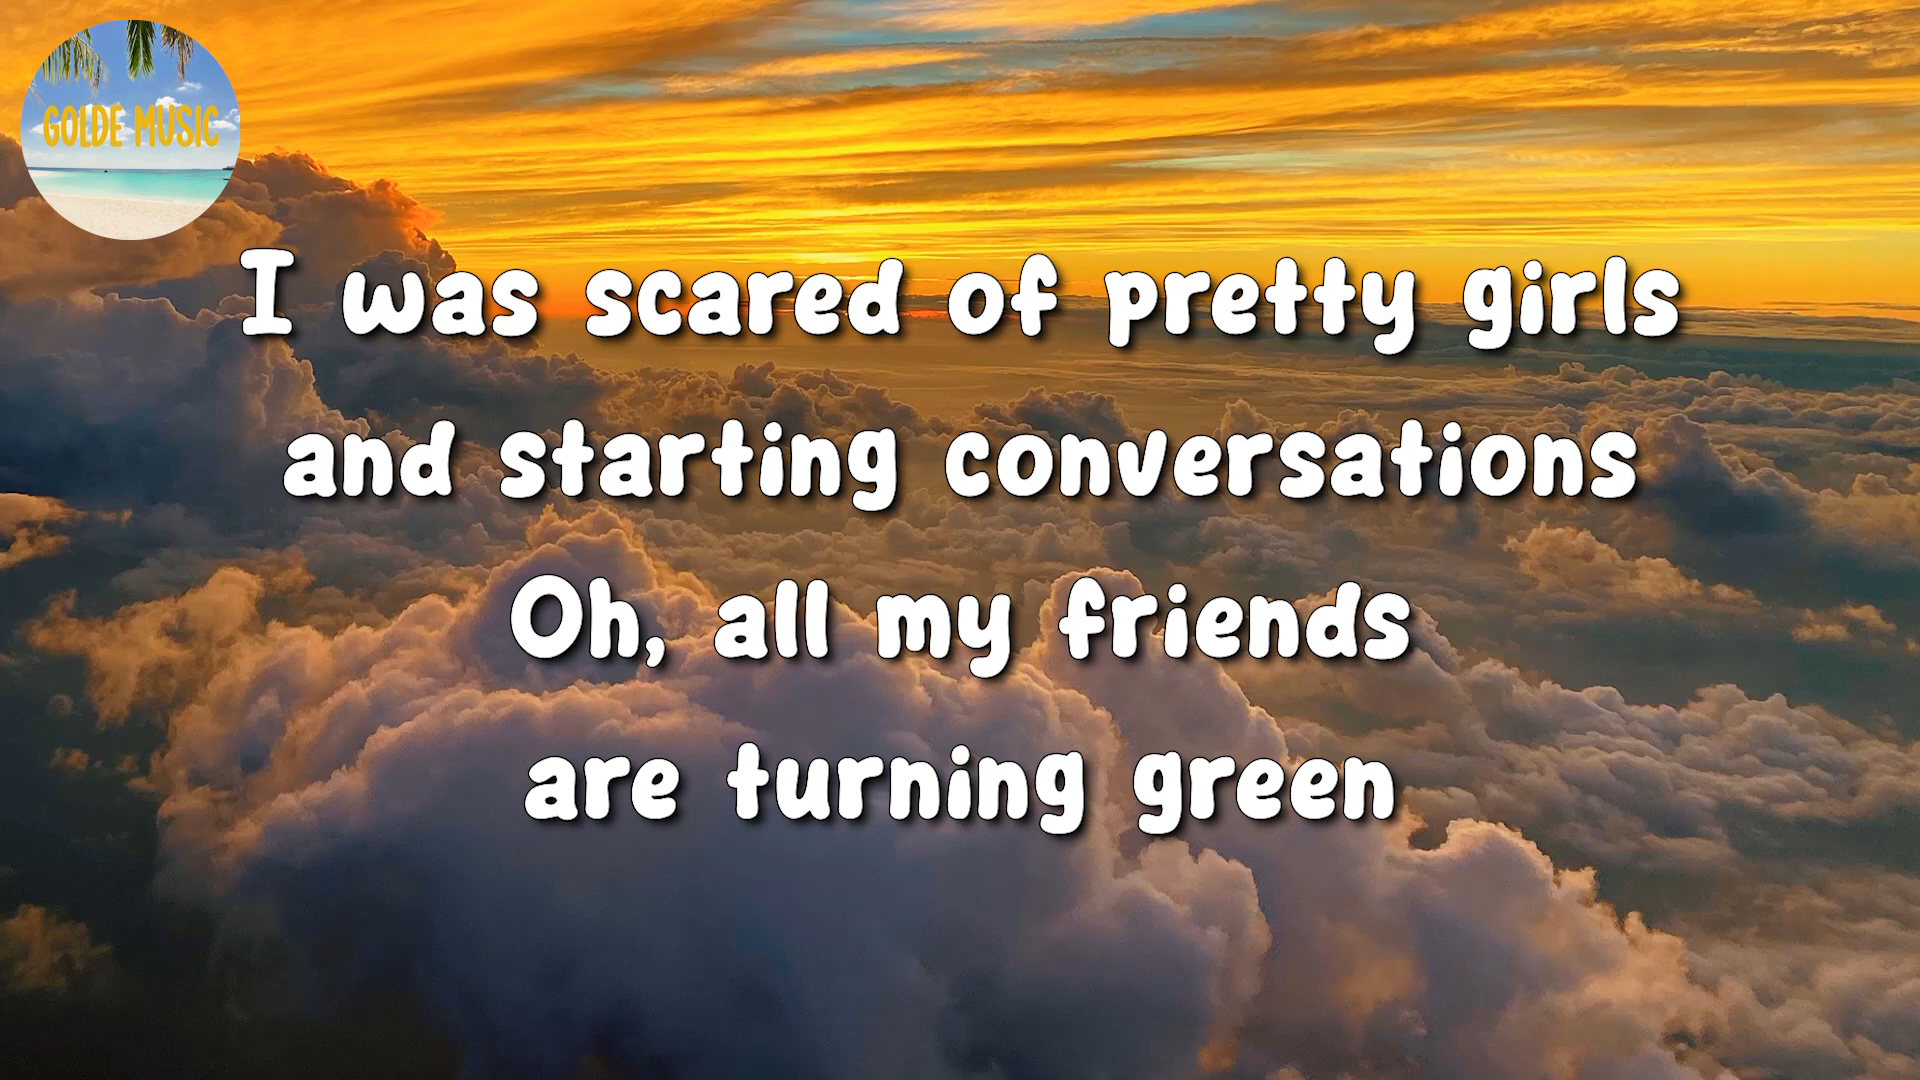 GOLDE MUSIC
I was scared of pretty girls
and starting conversations
Oh, all my friends
are turning green